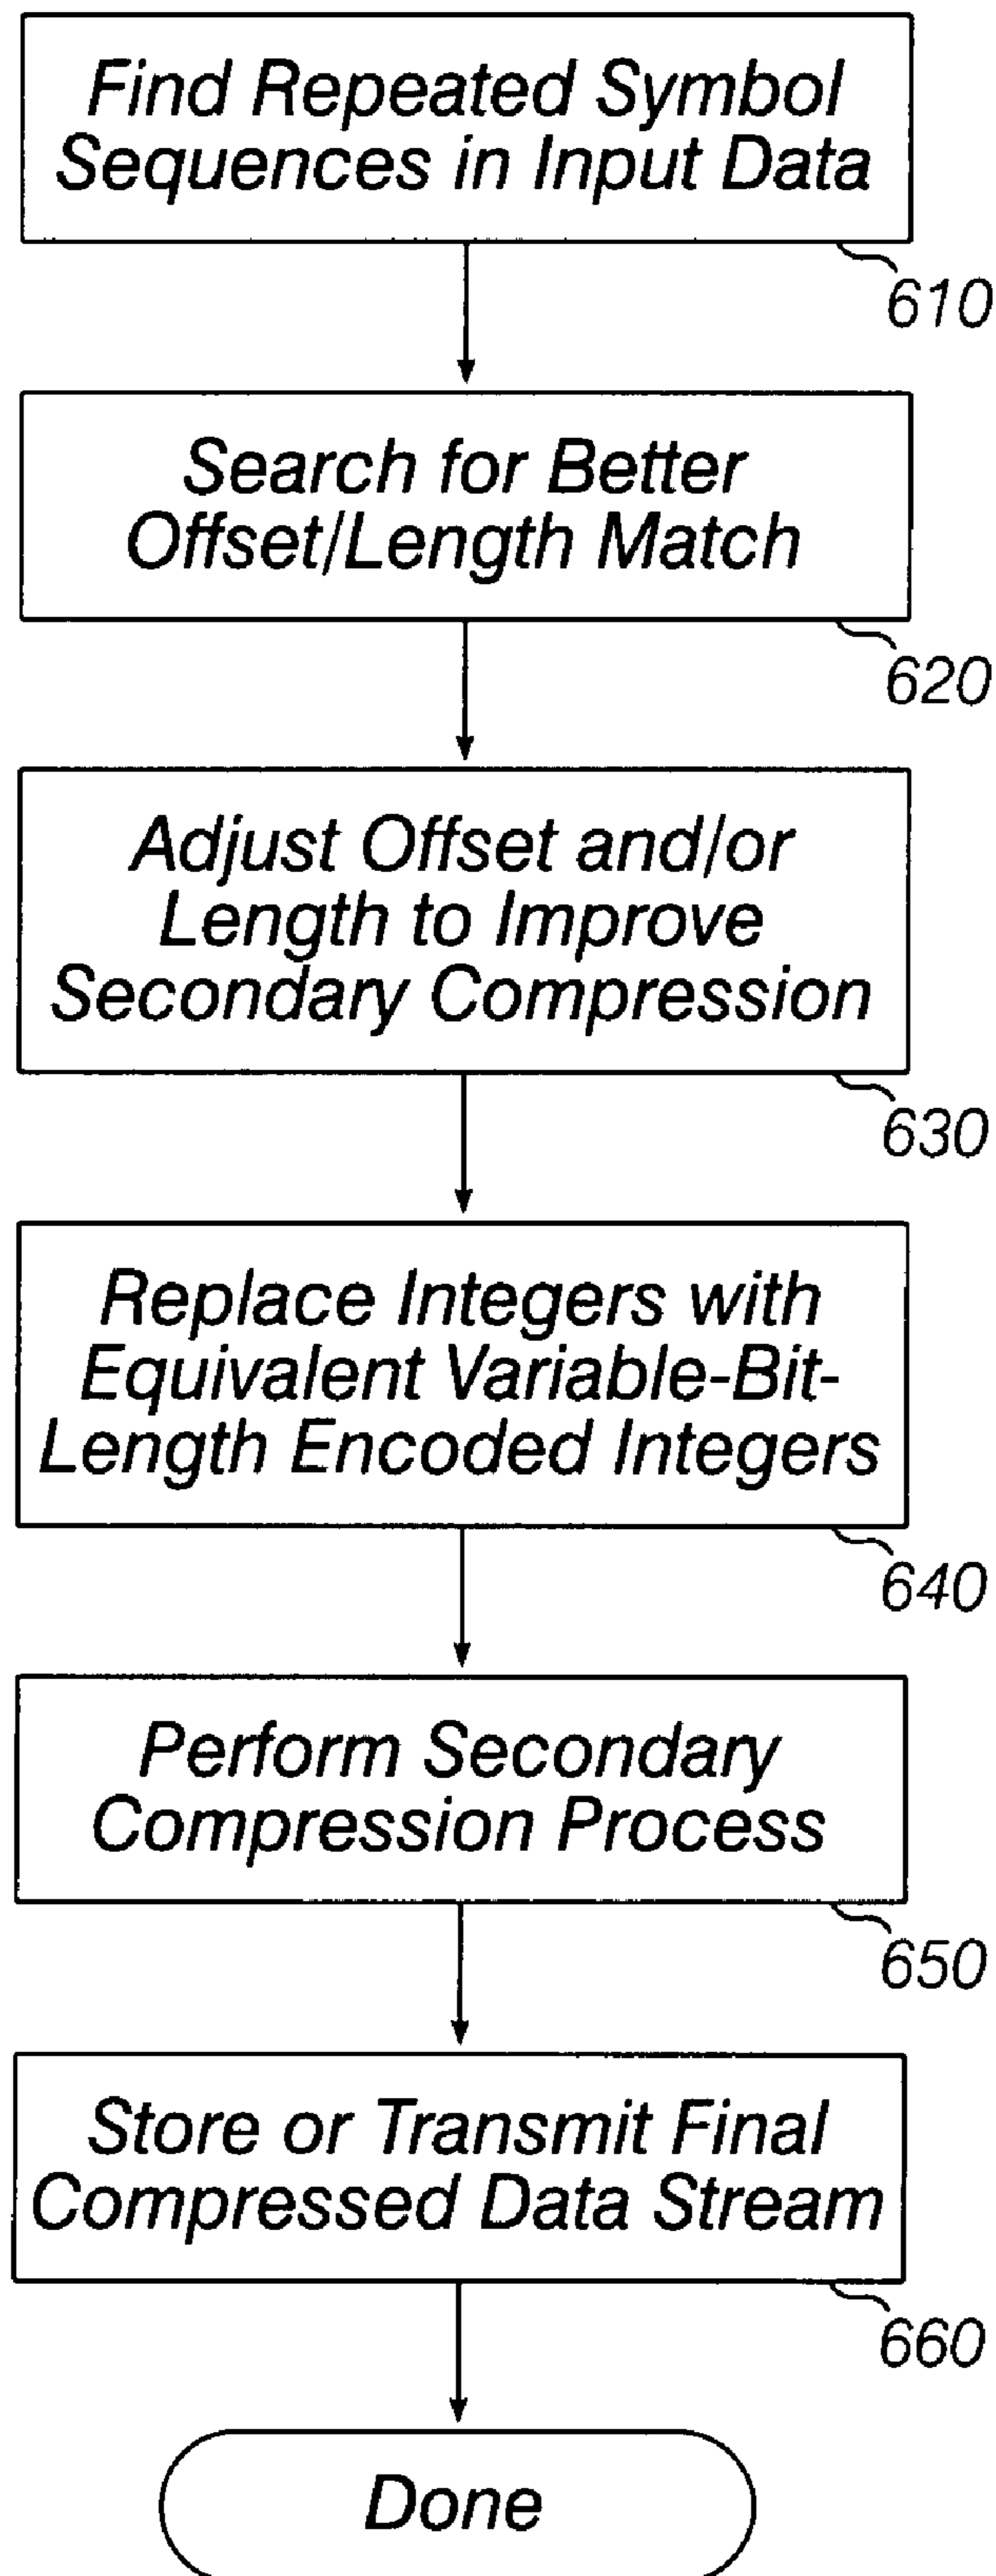 Find Repeated Symbol
Sequences in Input Data
610
Search for Better
Offset/Length Match
620
Adjust Offset and/or
Length to Improve
Secondary Compression
630
Replace Integers with
Equivalent Variable-Bit-
Length Encoded Integers
640
Perform Secondary
Compression Process
650
Store or Transmit Final
Compressed Data Stream
660
Done